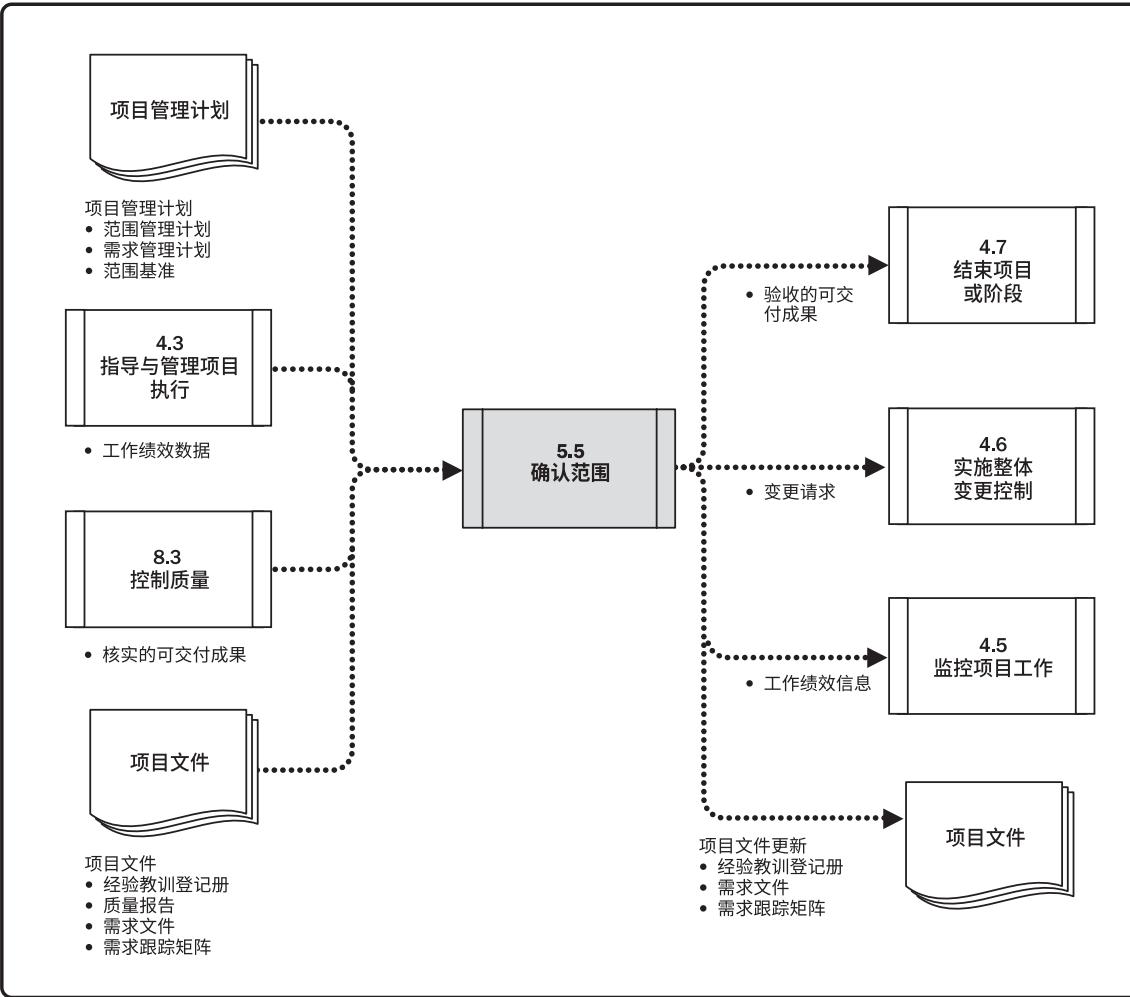 项目管理计划
项目管理计划
• 范围管理计划
• 需求管理计划
• 范围基准
4.3
指导与管理项目
执行
• 工作绩效数据
8.3
控制质量
• 核实的可交付成果
项目文件
项目文件
• 经验教训登记册
• 质量报告
• 需求文件
• 需求跟踪矩阵
5.5
确认范围
4.7
结束项目
或阶段
• 验收的可交
付成果
4.6
实施整体
变更控制
• 变更请求
4.5
监控项目工作
• 工作绩效信息
项目文件
项目文件更新
• 经验教训登记册
• 需求文件
• 需求跟踪矩阵